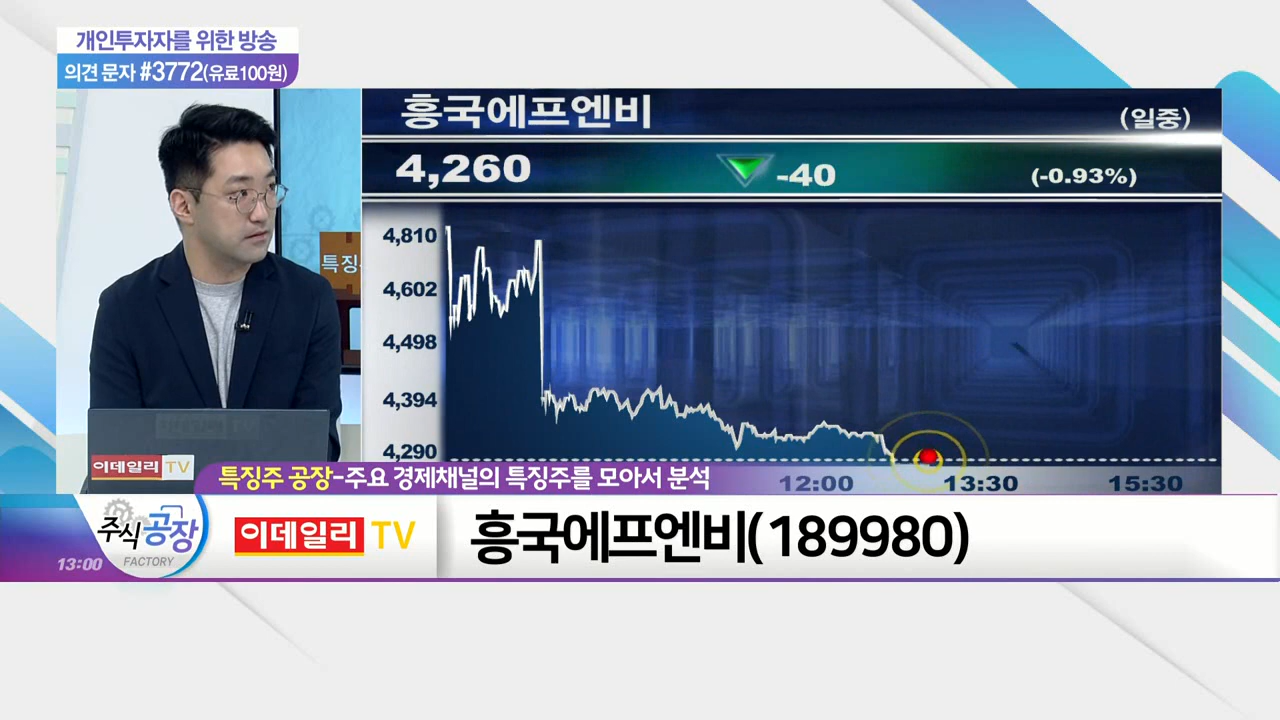 개인투자자를 위한 방송
의견 문자 #3772(유료100원)
흥국에프엔비
(일중)
4,260
-40
(-0.93%)
4,810
4,602
4,498
4,394
4,290
12:00
13:30
15:30
특징
이데일리 TV
특징주 공장-주요 경제채널의 특징주를 모아서 분석
13:00
주식공장
FACTORY
이데일리 TV
흥국에프엔비(189980)